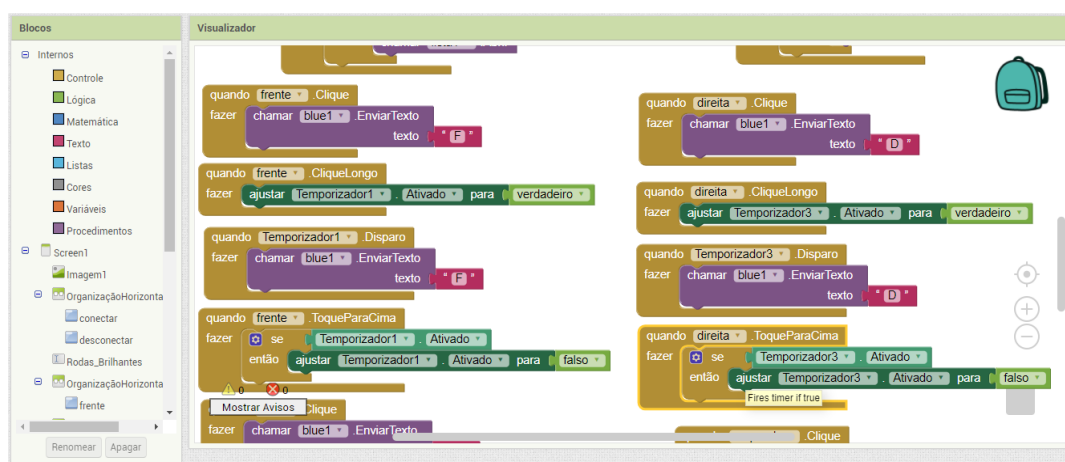 Blocos
Visualizador
Internos
Controle
Lógica
Matemática
Texto
Listas
Cores
Variáveis
Procedimentos
Screen1
Imagem1
OrganizaçãoHorizonta
conectar
desconectar
Rodas_Brilhantes
OrganizaçãoHorizonta
frente
Renomear
Apagar
quando frente .Clique
fazer chamar blue1 .EnviarTexto
texto " F "
quando frente .CliqueLongo
fazer ajustar Temporizador1 . Ativado para verdadeiro
quando Temporizador1 .Disparo
fazer chamar blue1 .EnviarTexto
texto " F "
quando frente .ToqueParaCima
fazer se Temporizador1 . Ativado
então ajustar Temporizador1 . Ativado para falso
0 0
Mostrar Avisos
Clique
fazer chamar blue1 .EnviarTexto
quando direita .Clique
fazer chamar blue1 .EnviarTexto
texto " D "
quando direita .CliqueLongo
fazer ajustar Temporizador3 . Ativado para verdadeiro
quando Temporizador3 .Disparo
fazer chamar blue1 .EnviarTexto
texto " D "
quando direita .ToqueParaCima
fazer se Temporizador3 . Ativado
então ajustar Temporizador3 . Ativado para falso
Fires timer if true
.Clique